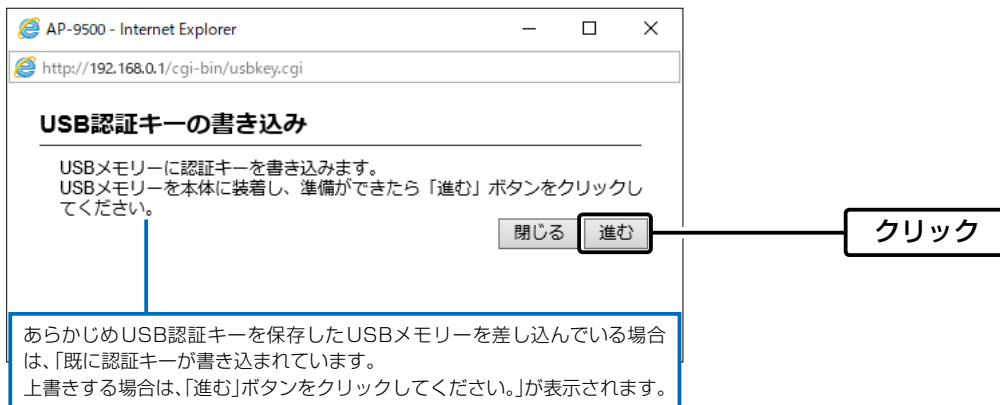 AP-9500 - Internet Explorer
http://192.168.0.1/cgi-bin/usbkey.cgi
USB認証キーの書き込み
USBメモリーに認証キーを書き込みます。
USBメモリーを本体に装着し、準備ができたら「進む」ボタンをクリックし
てください。
閉じる 進む
クリック
あらかじめUSB認証キーを保存したUSBメモリーを差し込んでいる場合
は、「既に認証キーが書き込まれています。
上書きする場合は、「進む」ボタンをクリックしてください。」が表示されます。